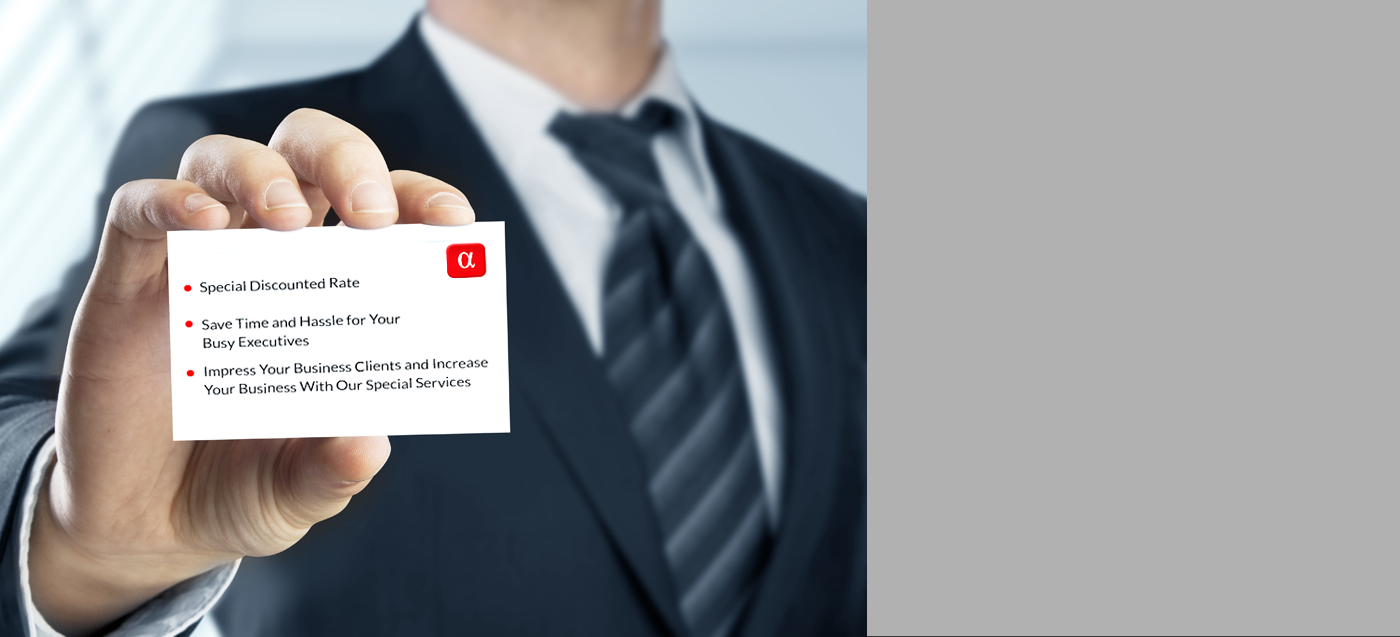 α
Special Discounted Rate
Save Time and Hassle for Your
Busy Executives
Impress Your Business Clients and Increase
Your Business With Our Special Services